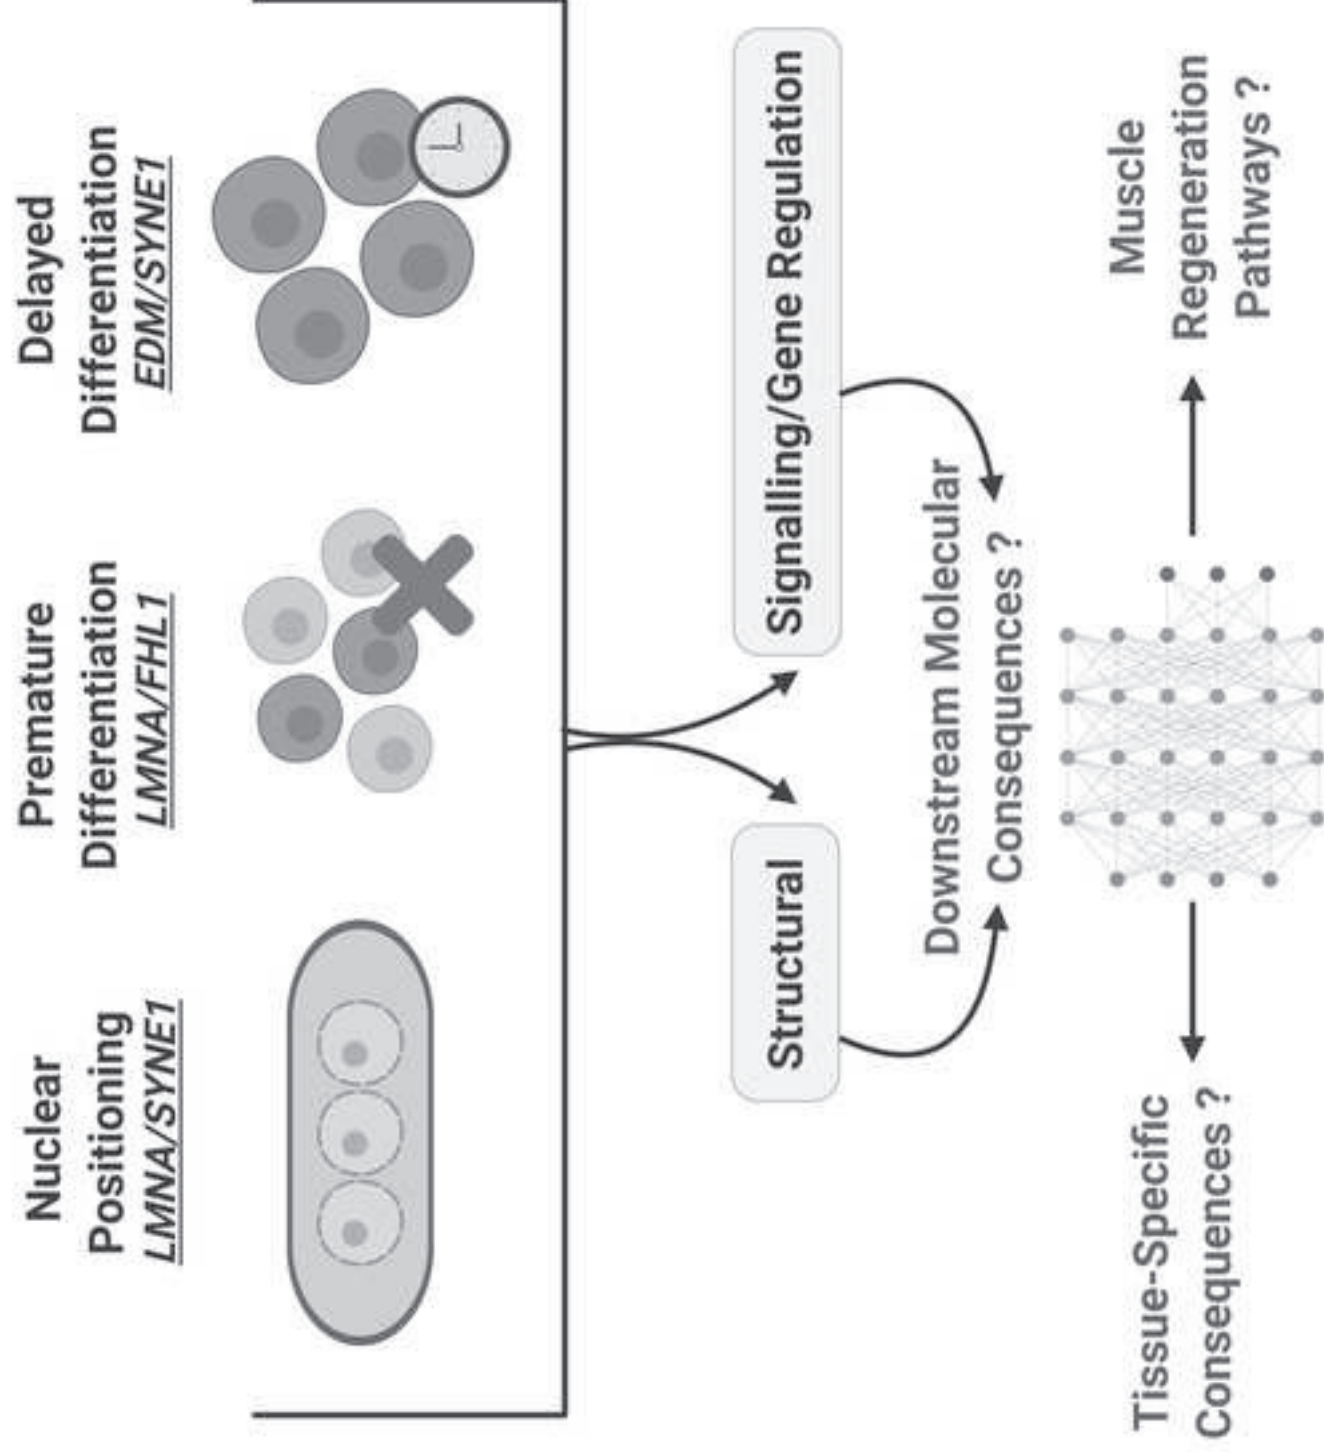 Nuclear
Positioning
LMNA/SYNE1
Premature
Differentiation
LMNA/FHL1
Delayed
Differentiation
EDM/SYNE1
Structural
Signalling/Gene Regulation
Downstream Molecular
Consequences ?
Tissue-Specific
Consequences ?
Muscle
Regeneration
Pathways ?